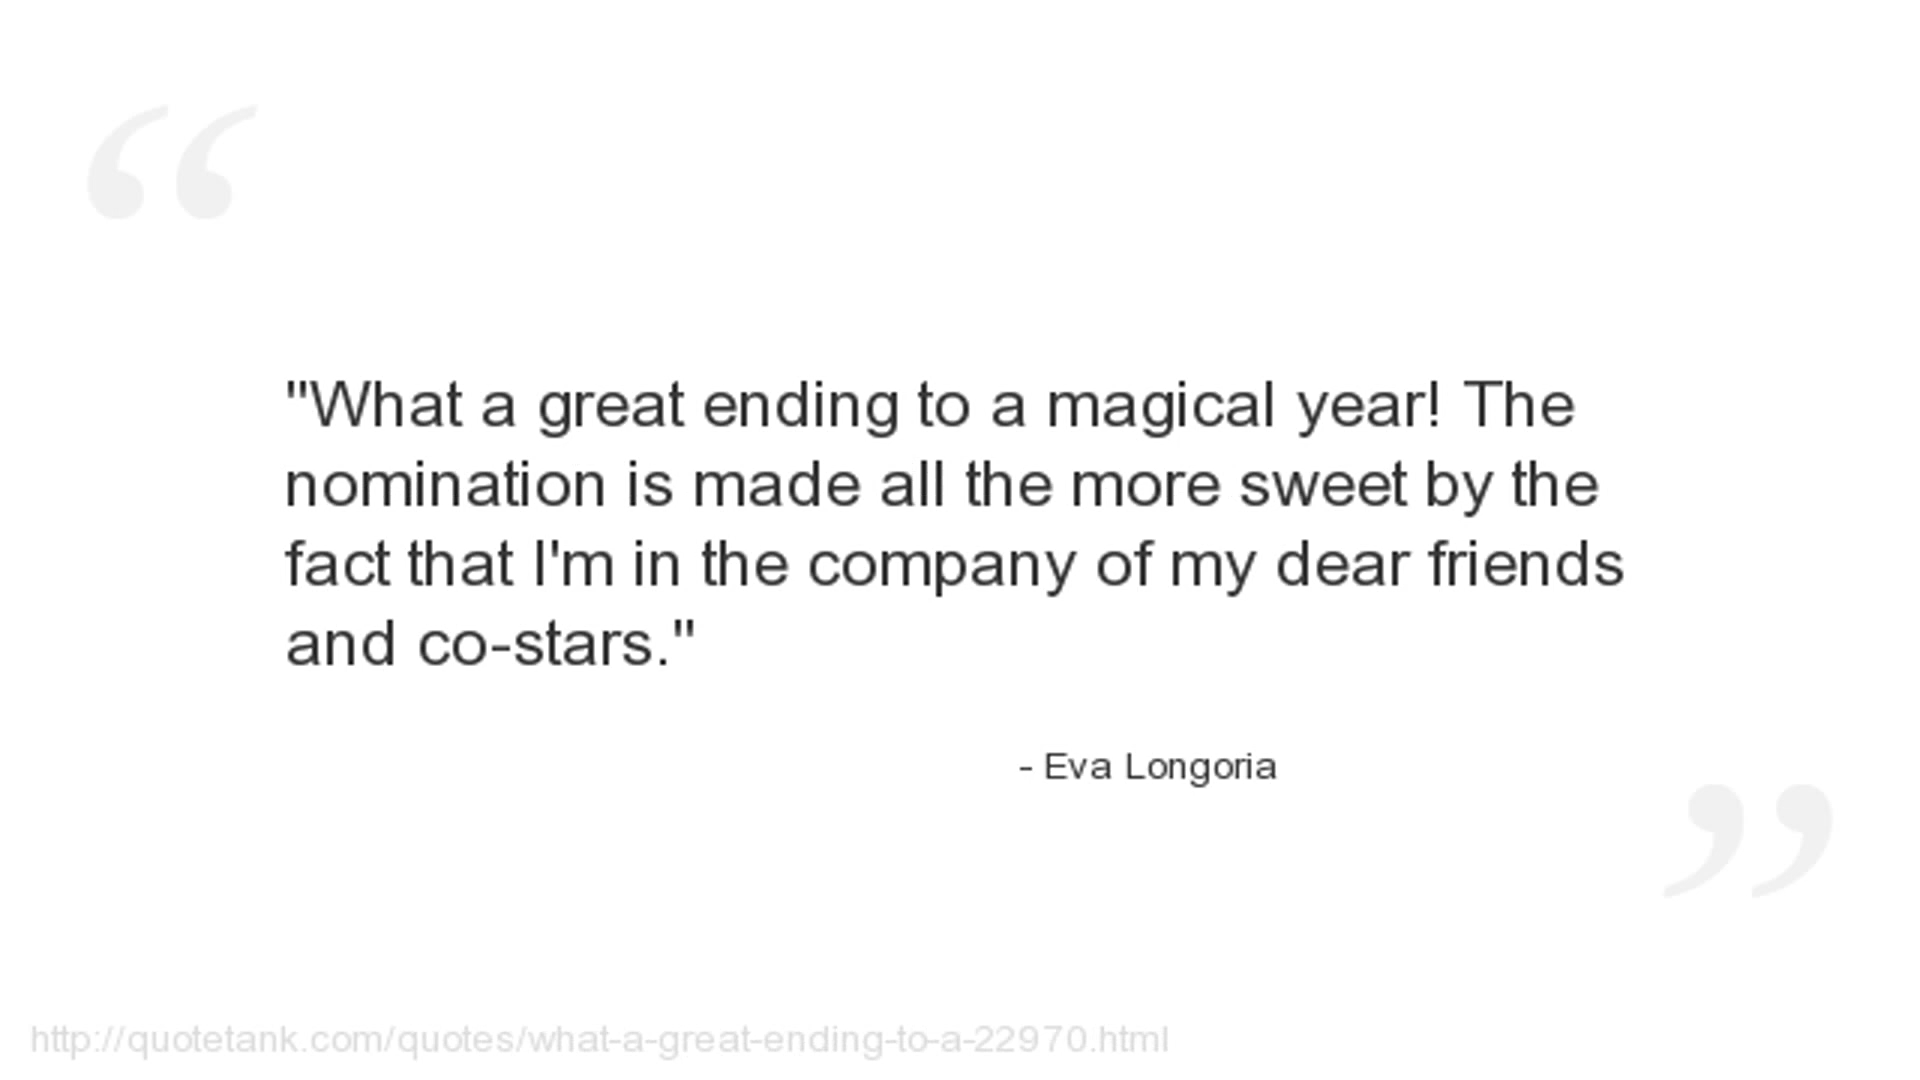 "What a great ending to a magical year! The
nomination is made all the more sweet by the
fact that I'm in the company of my dear friends
and co-stars."
- Eva Longoria
http://quotetank.com/quotes/what-a-great-ending-to-a-22970.html